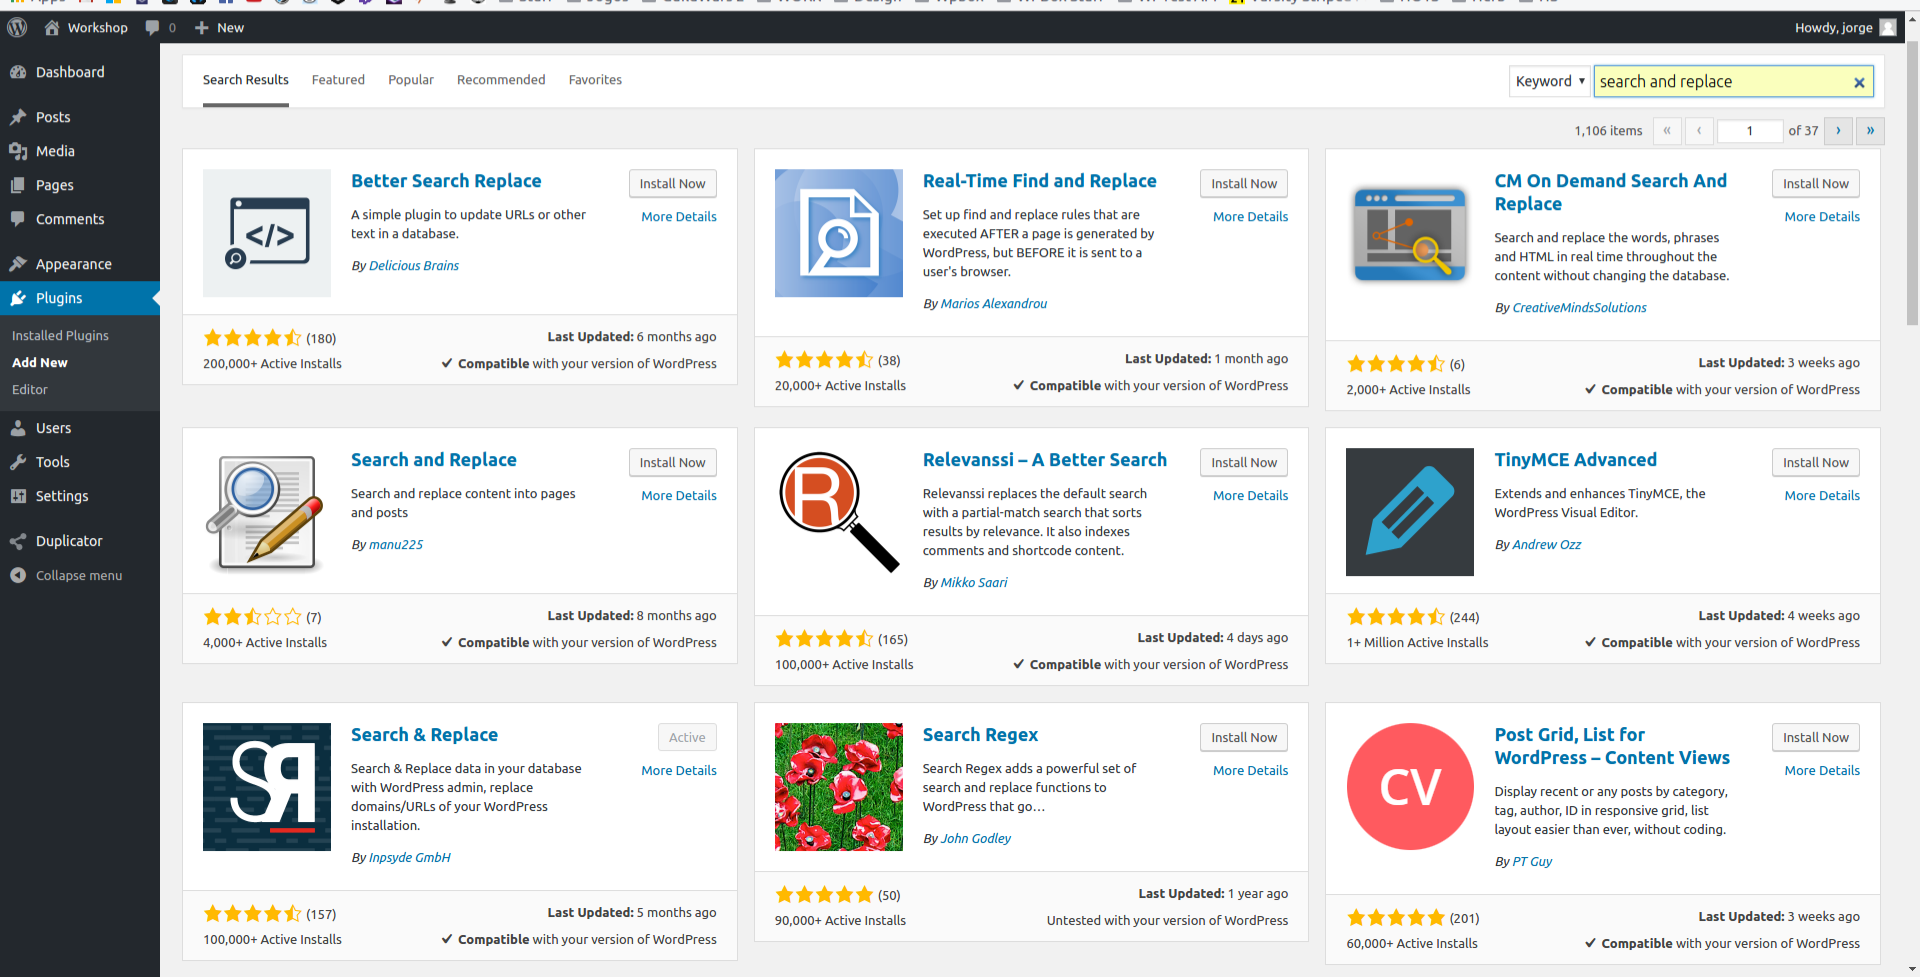 Workshop
0
New
Howdy, jorge
Dashboard
Posts
Media
Pages
Comments
Appearance
Plugins
Installed Plugins
Add New
Editor
Users
Tools
Settings
Duplicator
Collapse menu
Search Results
Featured
Popular
Recommended
Favorites
Keyword ▾
search and replace
×
1,106 items
«
‹
1
of 37
›
»
Better Search Replace
Install Now
More Details
A simple plugin to update URLs or other
text in a database.
By Delicious Brains
(180)
Last Updated: 6 months ago
200,000+ Active Installs
✔ Compatible with your version of WordPress
Real-Time Find and Replace
Install Now
More Details
Set up find and replace rules that are
executed AFTER a page is generated by
WordPress, but BEFORE it is sent to a
user's browser.
By Marios Alexandrou
(38)
Last Updated: 1 month ago
20,000+ Active Installs
✔ Compatible with your version of WordPress
CM On Demand Search And
Replace
Install Now
More Details
Search and replace the words, phrases
and HTML in real time throughout the
content without changing the database.
By CreativeMindsSolutions
(6)
Last Updated: 3 weeks ago
2,000+ Active Installs
✔ Compatible with your version of WordPress
Search and Replace
Install Now
More Details
Search and replace content into pages
and posts
By manu225
(7)
Last Updated: 8 months ago
4,000+ Active Installs
✔ Compatible with your version of WordPress
R
Relevanssi – A Better Search
Install Now
More Details
Relevanssi replaces the default search
with a partial-match search that sorts
results by relevance. It also indexes
comments and shortcode content.
By Mikko Saari
(165)
Last Updated: 4 days ago
100,000+ Active Installs
✔ Compatible with your version of WordPress
TinyMCE Advanced
Install Now
More Details
Extends and enhances TinyMCE, the
WordPress Visual Editor.
By Andrew Ozz
(244)
Last Updated: 4 weeks ago
1+ Million Active Installs
✔ Compatible with your version of WordPress
SR
Search & Replace
Active
More Details
Search & Replace data in your database
with WordPress admin, replace
domains/URLs of your WordPress
installation.
By Inpsyde GmbH
(157)
Last Updated: 5 months ago
100,000+ Active Installs
✔ Compatible with your version of WordPress
Search Regex
Install Now
More Details
Search Regex adds a powerful set of
search and replace functions to
WordPress that go…
By John Godley
(50)
Last Updated: 1 year ago
90,000+ Active Installs
Untested with your version of WordPress
CV
Post Grid, List for
WordPress – Content Views
Install Now
More Details
Display recent or any posts by category,
tag, author, ID in responsive grid, list
layout easier than ever, without coding.
By PT Guy
(201)
Last Updated: 3 weeks ago
60,000+ Active Installs
✔ Compatible with your version of WordPress